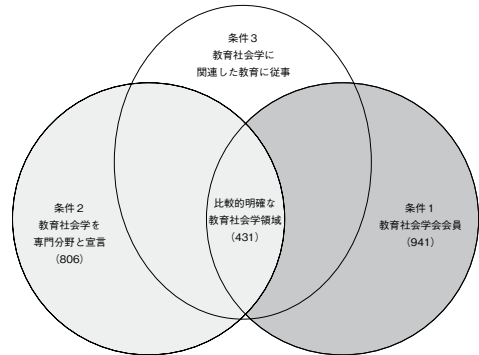 条件３
教育社会学に
関連した教育に従事
条件２
教育社会学を
専門分野と宣言
（806）
比較的明確な
教育社会学領域
（431）
条件１
教育社会学会会員
（941）